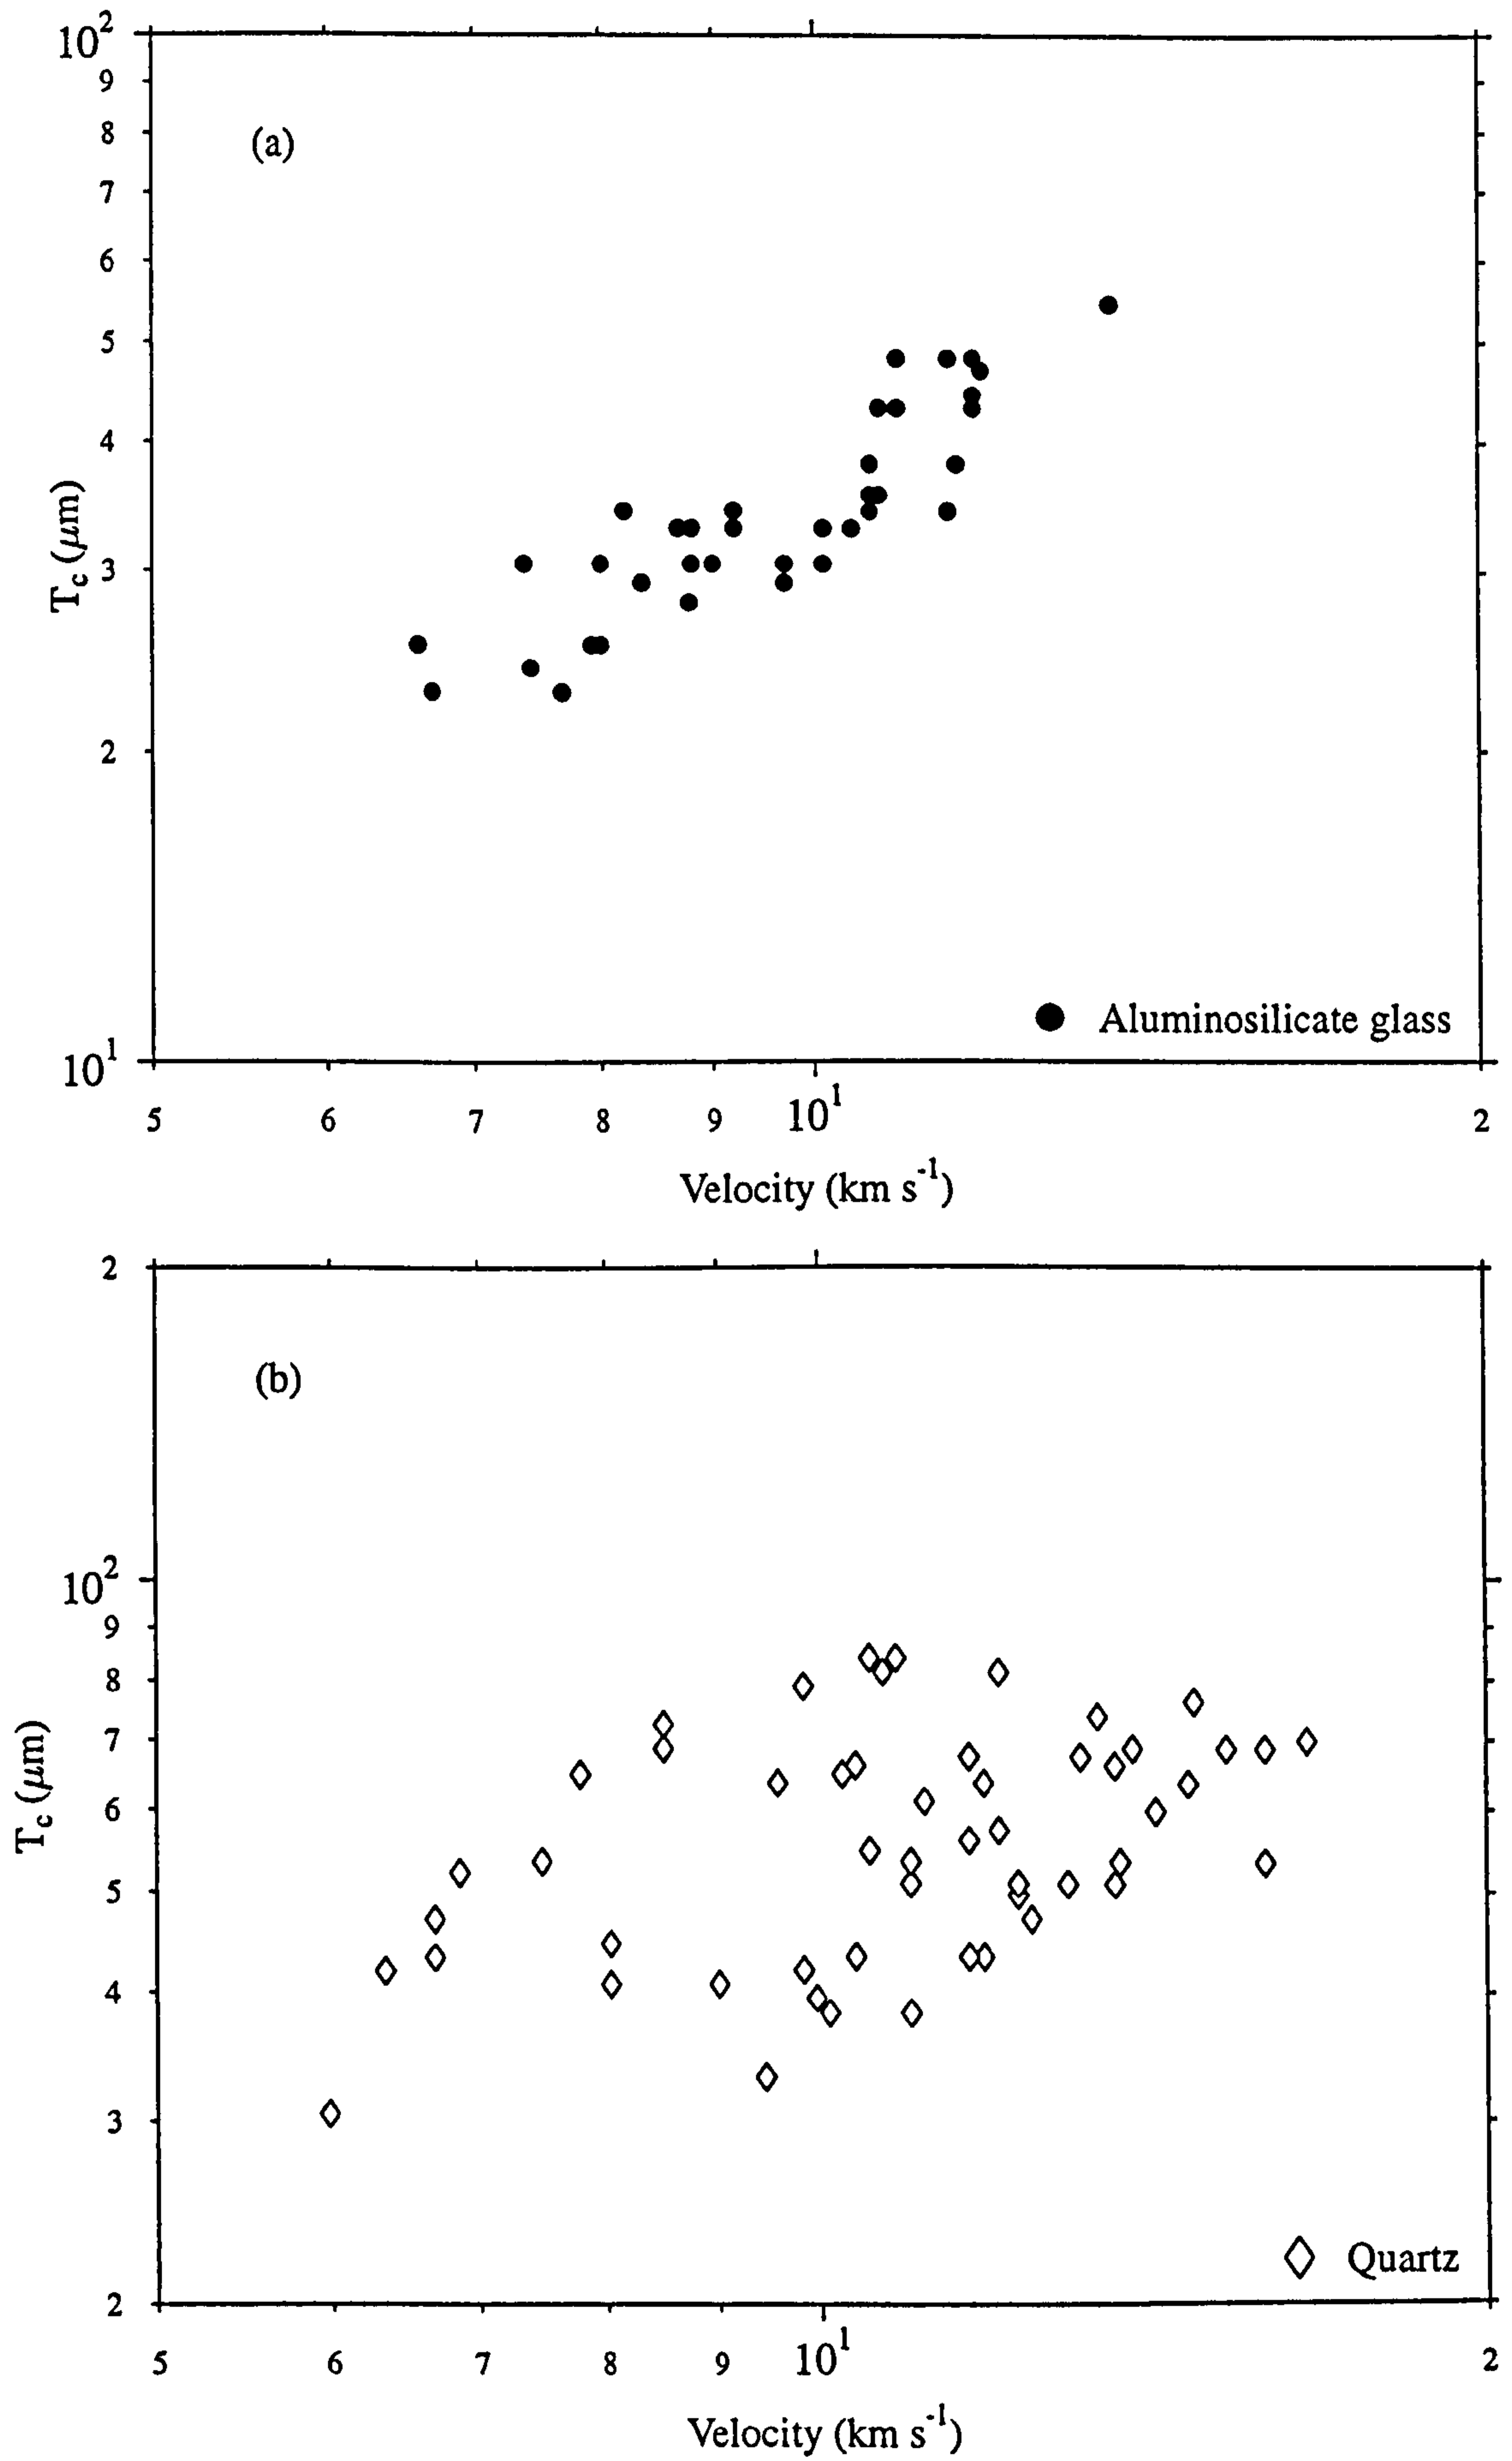 10²
9
8
(a)
7
6
5
4
T_c (μm)
3
2
Aluminosilicate glass
10¹
5 6 7 8 9 10¹ 2
Velocity (km s⁻¹)
2
(b)
10²
9
8
7
T_c (μm)
6
5
4
3
Quartz
2
5 6 7 8 9 10¹ 2
Velocity (km s⁻¹)